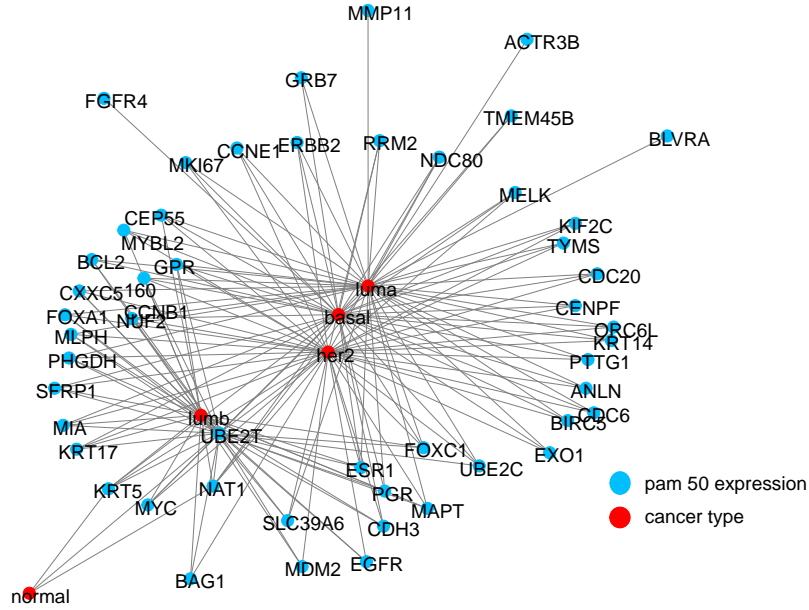 MMP11
ACTR3B
GRB7
FGFR4
TMEM45B
BLVRA
CCNE1
ERBB2
RRM2
NDC80
MKI67
MELK
CEP55
KIF2C
MYBL2
TYMS
BCL2
GPR
160
CDC20
luma
CXXC5
CENPF
FOXA1
CCNB1
NUF2
basal
ORC6L
MLPH
KRT14
PHGDH
her2
PTTG1
SFRP1
ANLN
MIA
lumb
UBE2T
CDC6
BIRC5
KRT17
FOXC1
EXO1
ESR1
UBE2C
KRT5
NAT1
PGR
MYC
MAPT
SLC39A6
CDH3
BAG1
MDM2
EGFR
normal
pam 50 expression
cancer type